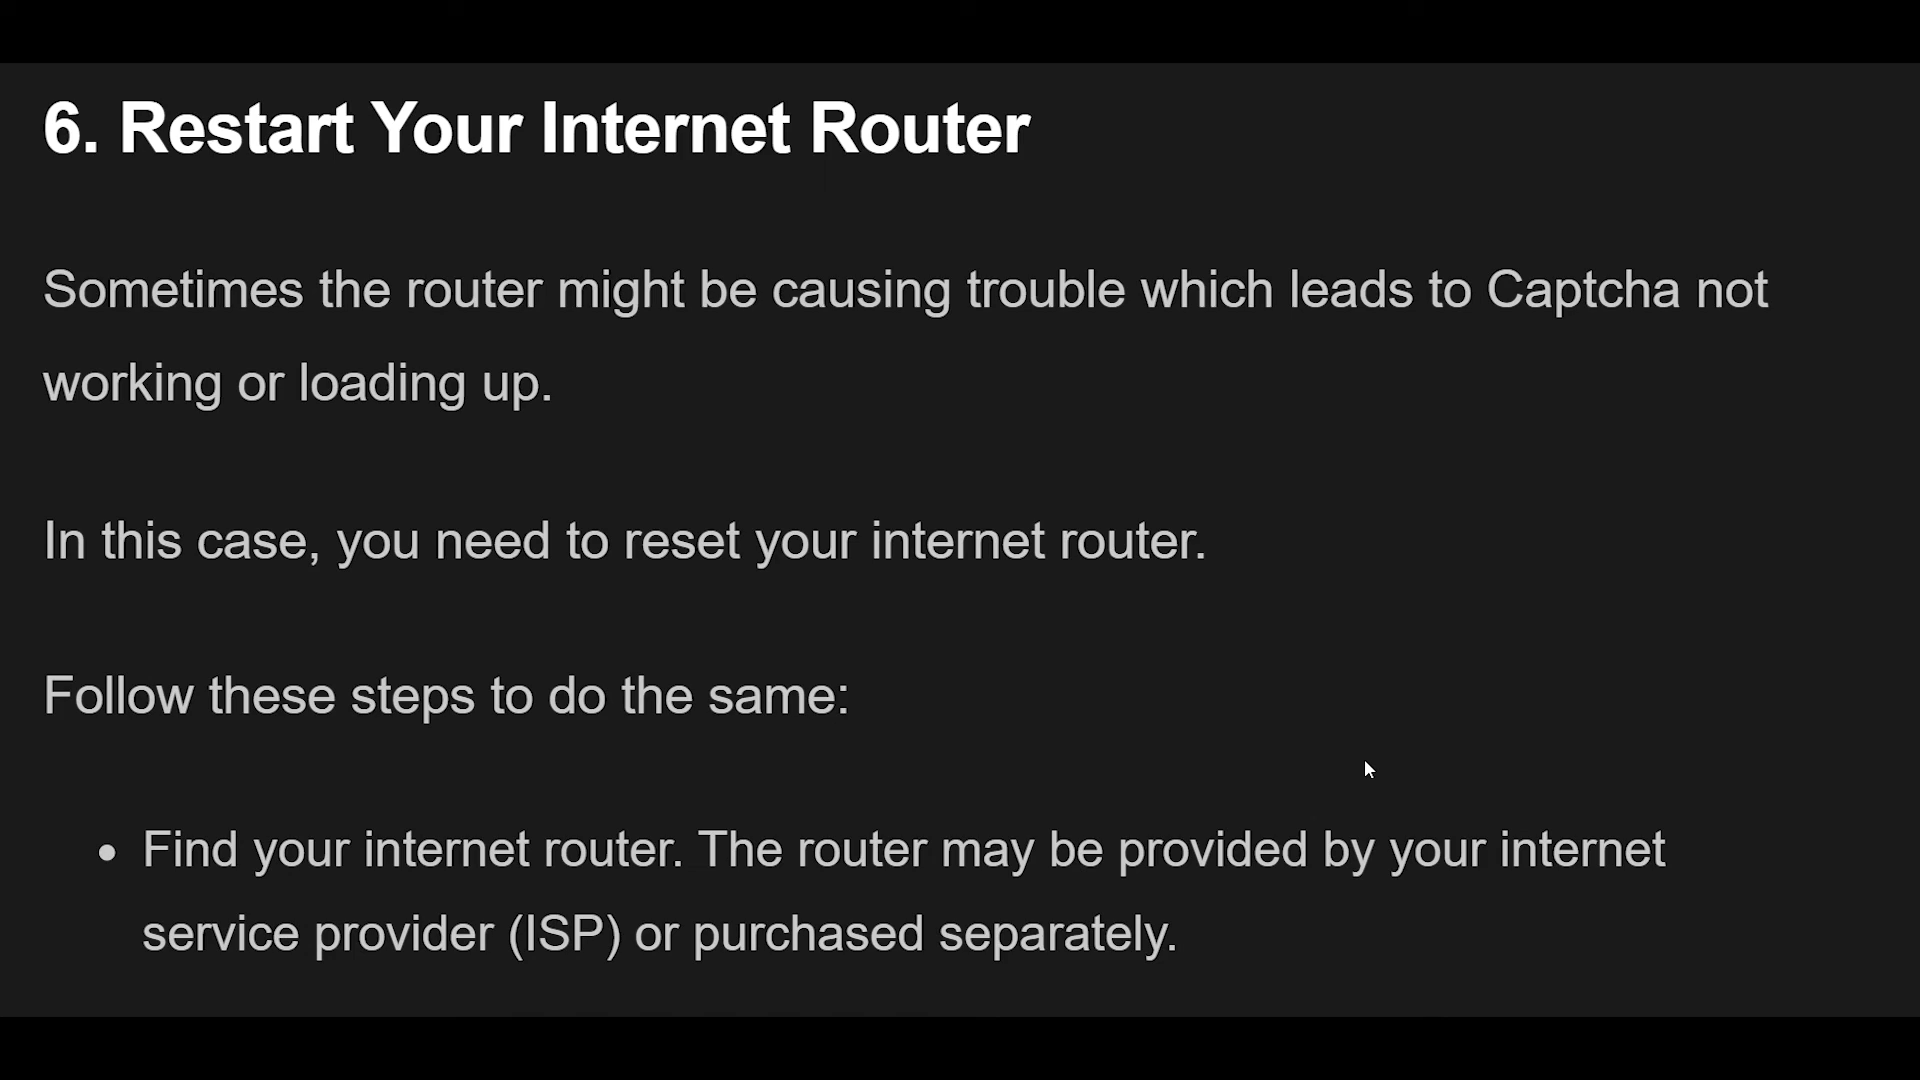 6. Restart Your Internet Router
Sometimes the router might be causing trouble which leads to Captcha not
working or loading up.
In this case, you need to reset your internet router.
Follow these steps to do the same:
• Find your internet router. The router may be provided by your internet
service provider (ISP) or purchased separately.